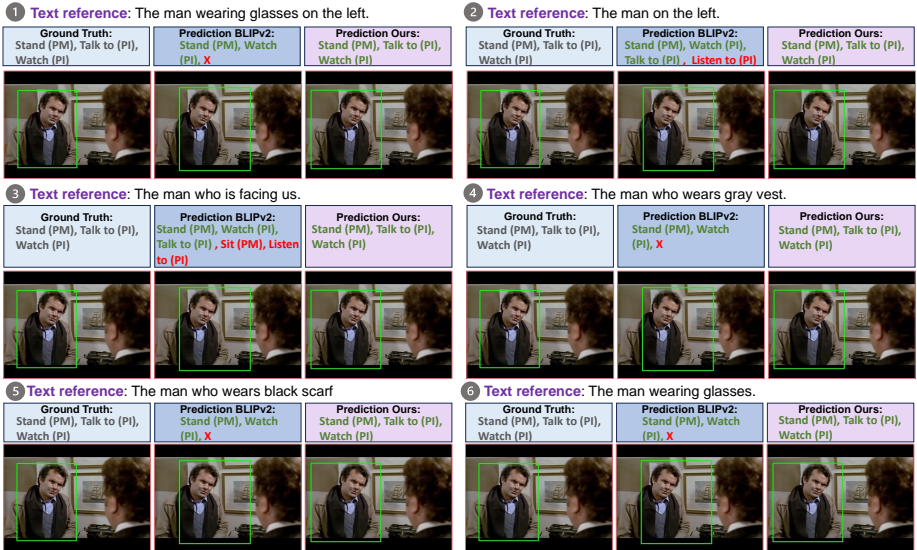 1 Text reference: The man wearing glasses on the left.
Ground Truth:
Stand (PM), Talk to (PI),
Watch (PI)
Prediction BLIPv2:
Stand (PM), Watch
(PI), X
Prediction Ours:
Stand (PM), Talk to (PI),
Watch (PI)
2 Text reference: The man on the left.
Ground Truth:
Stand (PM), Talk to (PI),
Watch (PI)
Prediction BLIPv2:
Stand (PM), Watch (PI),
Talk to (PI) , Listen to (PI)
Prediction Ours:
Stand (PM), Talk to (PI),
Watch (PI)
3 Text reference: The man who is facing us.
Ground Truth:
Stand (PM), Talk to (PI),
Watch (PI)
Prediction BLIPv2:
Stand (PM), Watch (PI),
Talk to (PI) , Sit (PM), Listen
to (PI)
Prediction Ours:
Stand (PM), Talk to (PI),
Watch (PI)
4 Text reference: The man who wears gray vest.
Ground Truth:
Stand (PM), Talk to (PI),
Watch (PI)
Prediction BLIPv2:
Stand (PM), Watch
(PI), X
Prediction Ours:
Stand (PM), Talk to (PI),
Watch (PI)
5 Text reference: The man who wears black scarf
Ground Truth:
Stand (PM), Talk to (PI),
Watch (PI)
Prediction BLIPv2:
Stand (PM), Watch
(PI), X
Prediction Ours:
Stand (PM), Talk to (PI),
Watch (PI)
6 Text reference: The man wearing glasses.
Ground Truth:
Stand (PM), Talk to (PI),
Watch (PI)
Prediction BLIPv2:
Stand (PM), Watch
(PI), X
Prediction Ours:
Stand (PM), Talk to (PI),
Watch (PI)